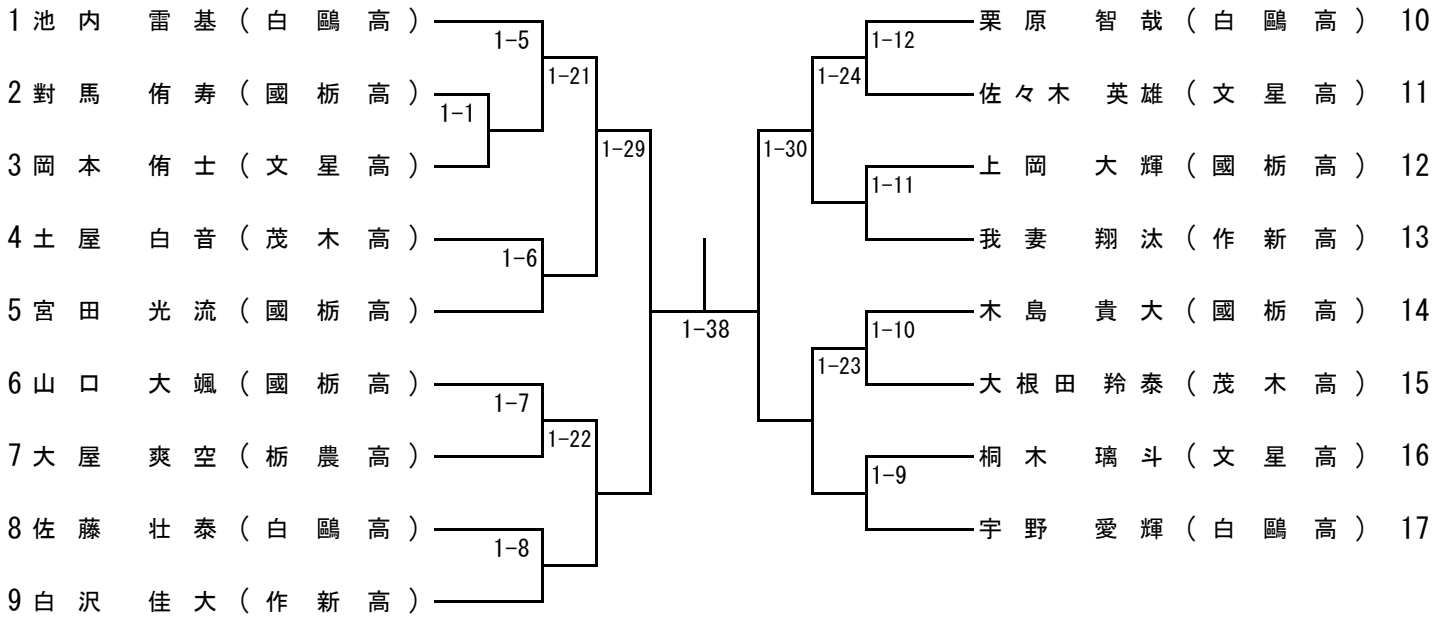 1 池内 雷基(白鷗高)
1-5
1-21
2 對馬 侑寿(國栃高)
1-1
1-29
3 岡本 侑士(文星高)
4 土屋 白音(茂木高)
1-6
5 宮田 光流(國栃高)
1-38
6 山口 大颯(國栃高)
1-7
1-22
7 大屋 爽空(栃農高)
8 佐藤 壮泰(白鷗高)
1-8
9 白沢 佳大(作新高)
栗原 智哉(白鷗高) 10
1-12
1-24
佐々木 英雄(文星高) 11
1-30
上岡 大輝(國栃高) 12
1-11
我妻 翔汰(作新高) 13
木島 貴大(國栃高) 14
1-10
1-23
大根田 羚泰(茂木高) 15
桐木 璃斗(文星高) 16
1-9
宇野 愛輝(白鷗高) 17